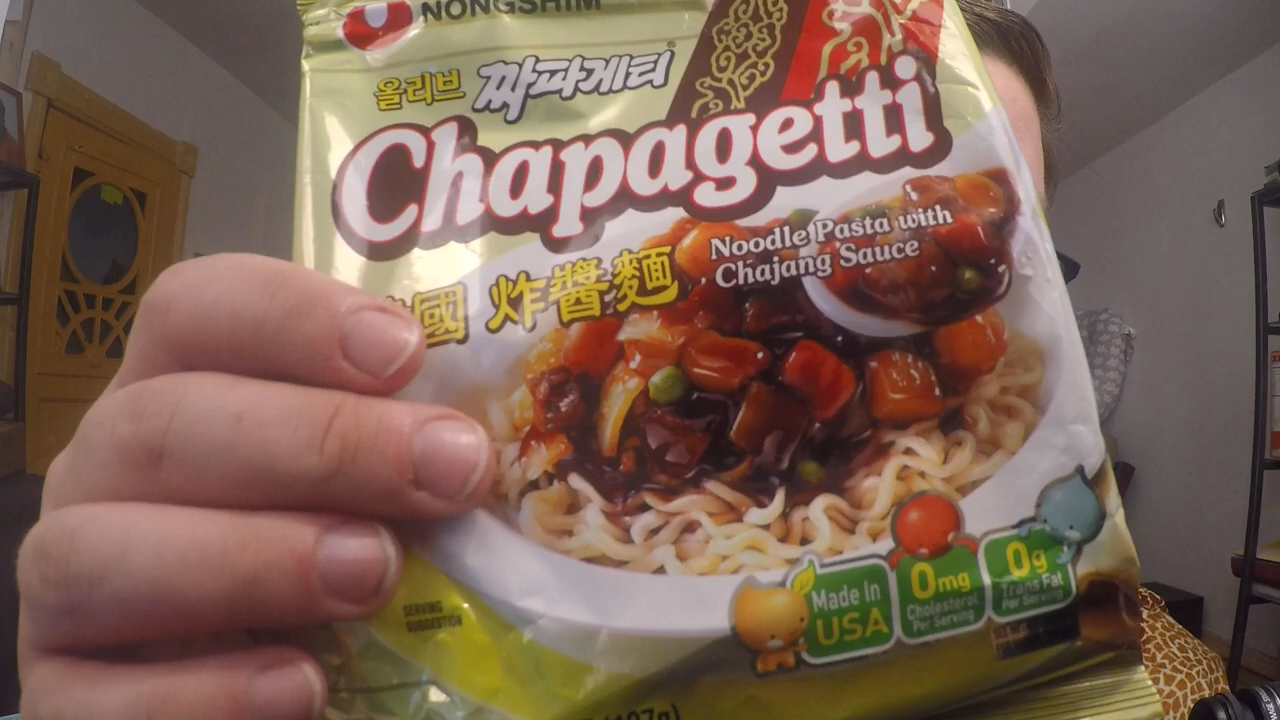 NONGSHIM
올리브 짜파게티®
Chapagetti
國 炸醬麵
Noodle Pasta with
Chajang Sauce
Made In
USA
0mg
Cholesterol
Per Serving
0g
Trans Fat
Per Serving
SERVING
SUGGESTION
(127g)